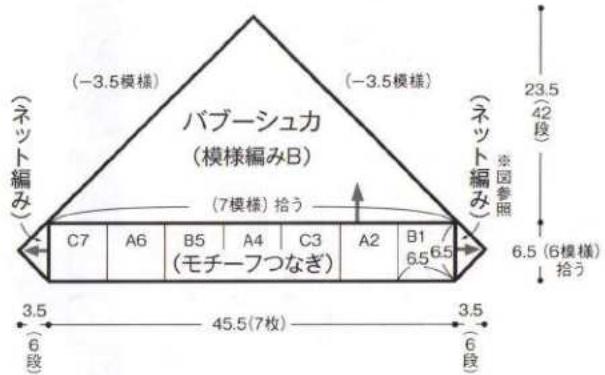 (−3.5模様)
(−3.5模様)
23.5
(42段)
(ネット編み)
バブーシュカ
(模様編みB)
(ネット編み)
※図参照
(7模様)拾う
C7
A6
B5
A4
C3
A2
B1
6.5
6.5
(モチーフつなぎ)
6.5(6模様)
拾う
3.5
(6段)
45.5(7枚)
3.5
(6段)